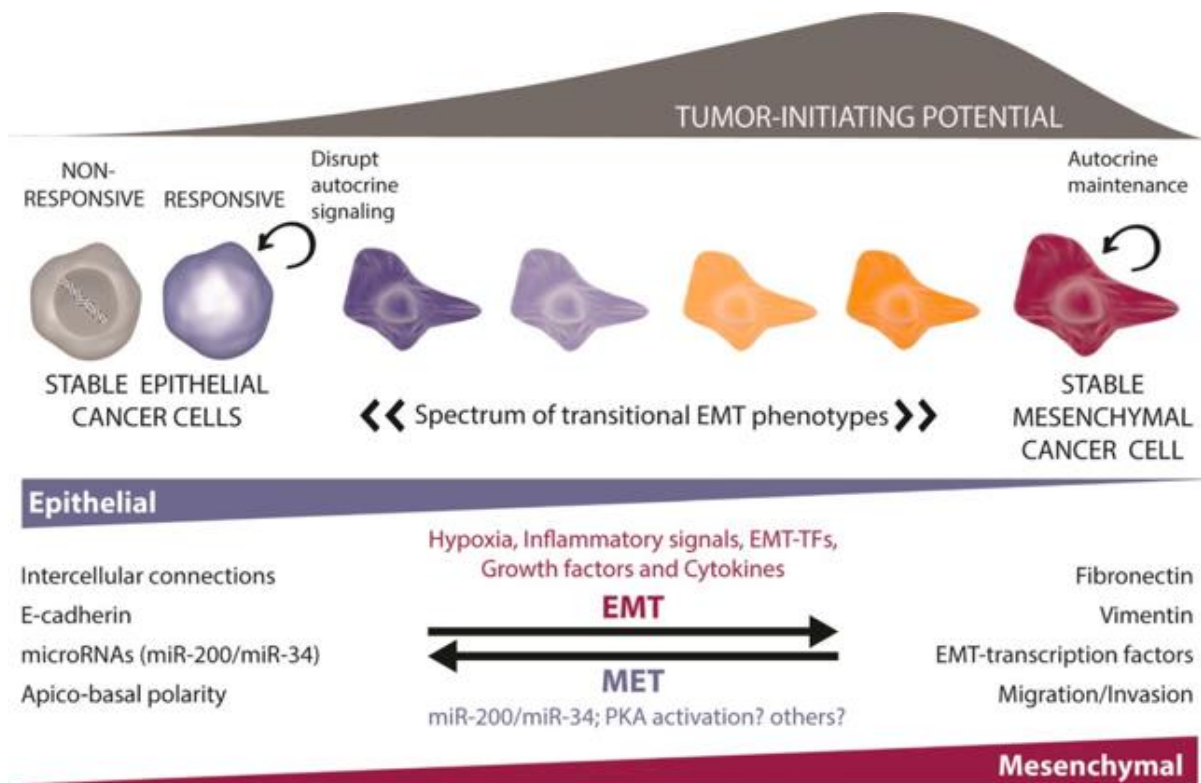 TUMOR-INITIATING POTENTIAL
NON-
RESPONSIVE
RESPONSIVE
Disrupt
autocrine
signaling
Autocrine
maintenance
STABLE EPITHELIAL
CANCER CELLS
Spectrum of transitional EMT phenotypes
STABLE
MESENCHYMAL
CANCER CELL
Epithelial
Hypoxia, Inflammatory signals, EMT-TFs,
Growth factors and Cytokines
EMT
MET
miR-200/miR-34; PKA activation? others?
Intercellular connections
E-cadherin
microRNAs (miR-200/miR-34)
Apico-basal polarity
Fibronectin
Vimentin
EMT-transcription factors
Migration/Invasion
Mesenchymal